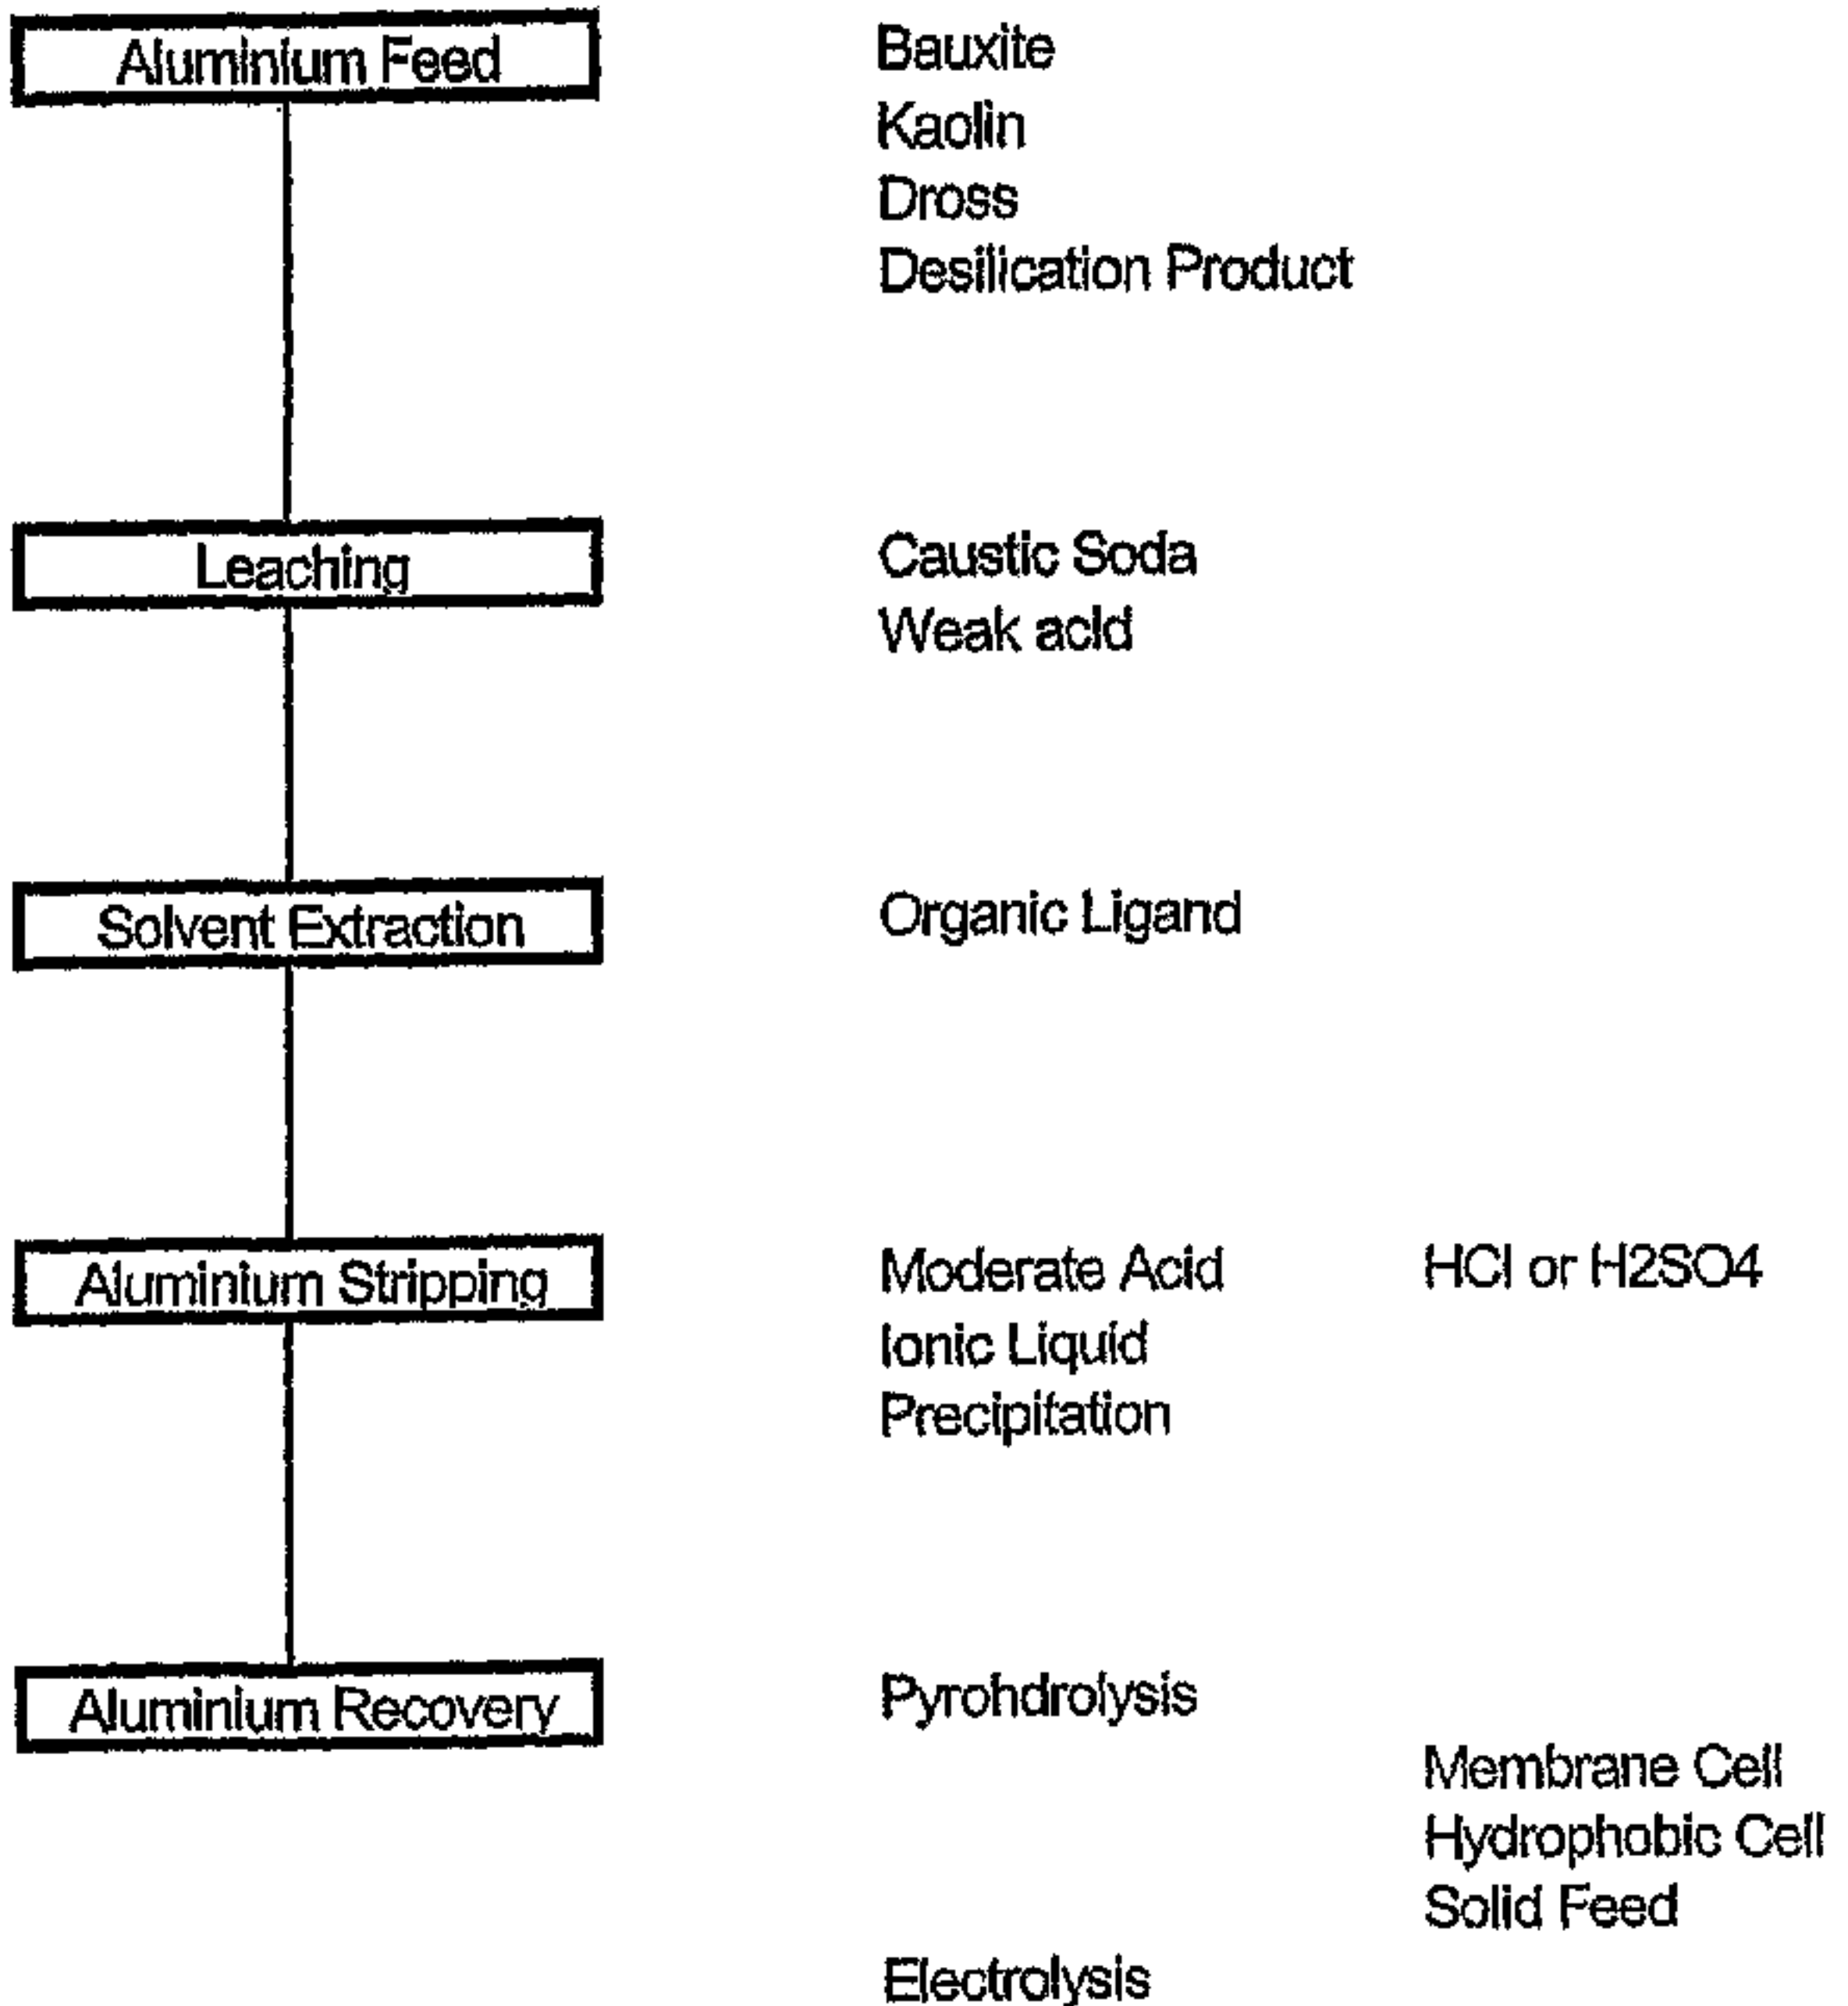 Aluminium Feed
Bauxite
Kaolin
Dross
Desilication Product
Leaching
Caustic Soda
Weak acid
Solvent Extraction
Organic Ligand
Aluminium Stripping
Moderate Acid
HCl or H2SO4
Ionic Liquid
Precipitation
Aluminium Recovery
Pyrohdrolysis
Membrane Cell
Hydrophobic Cell
Solid Feed
Electrolysis